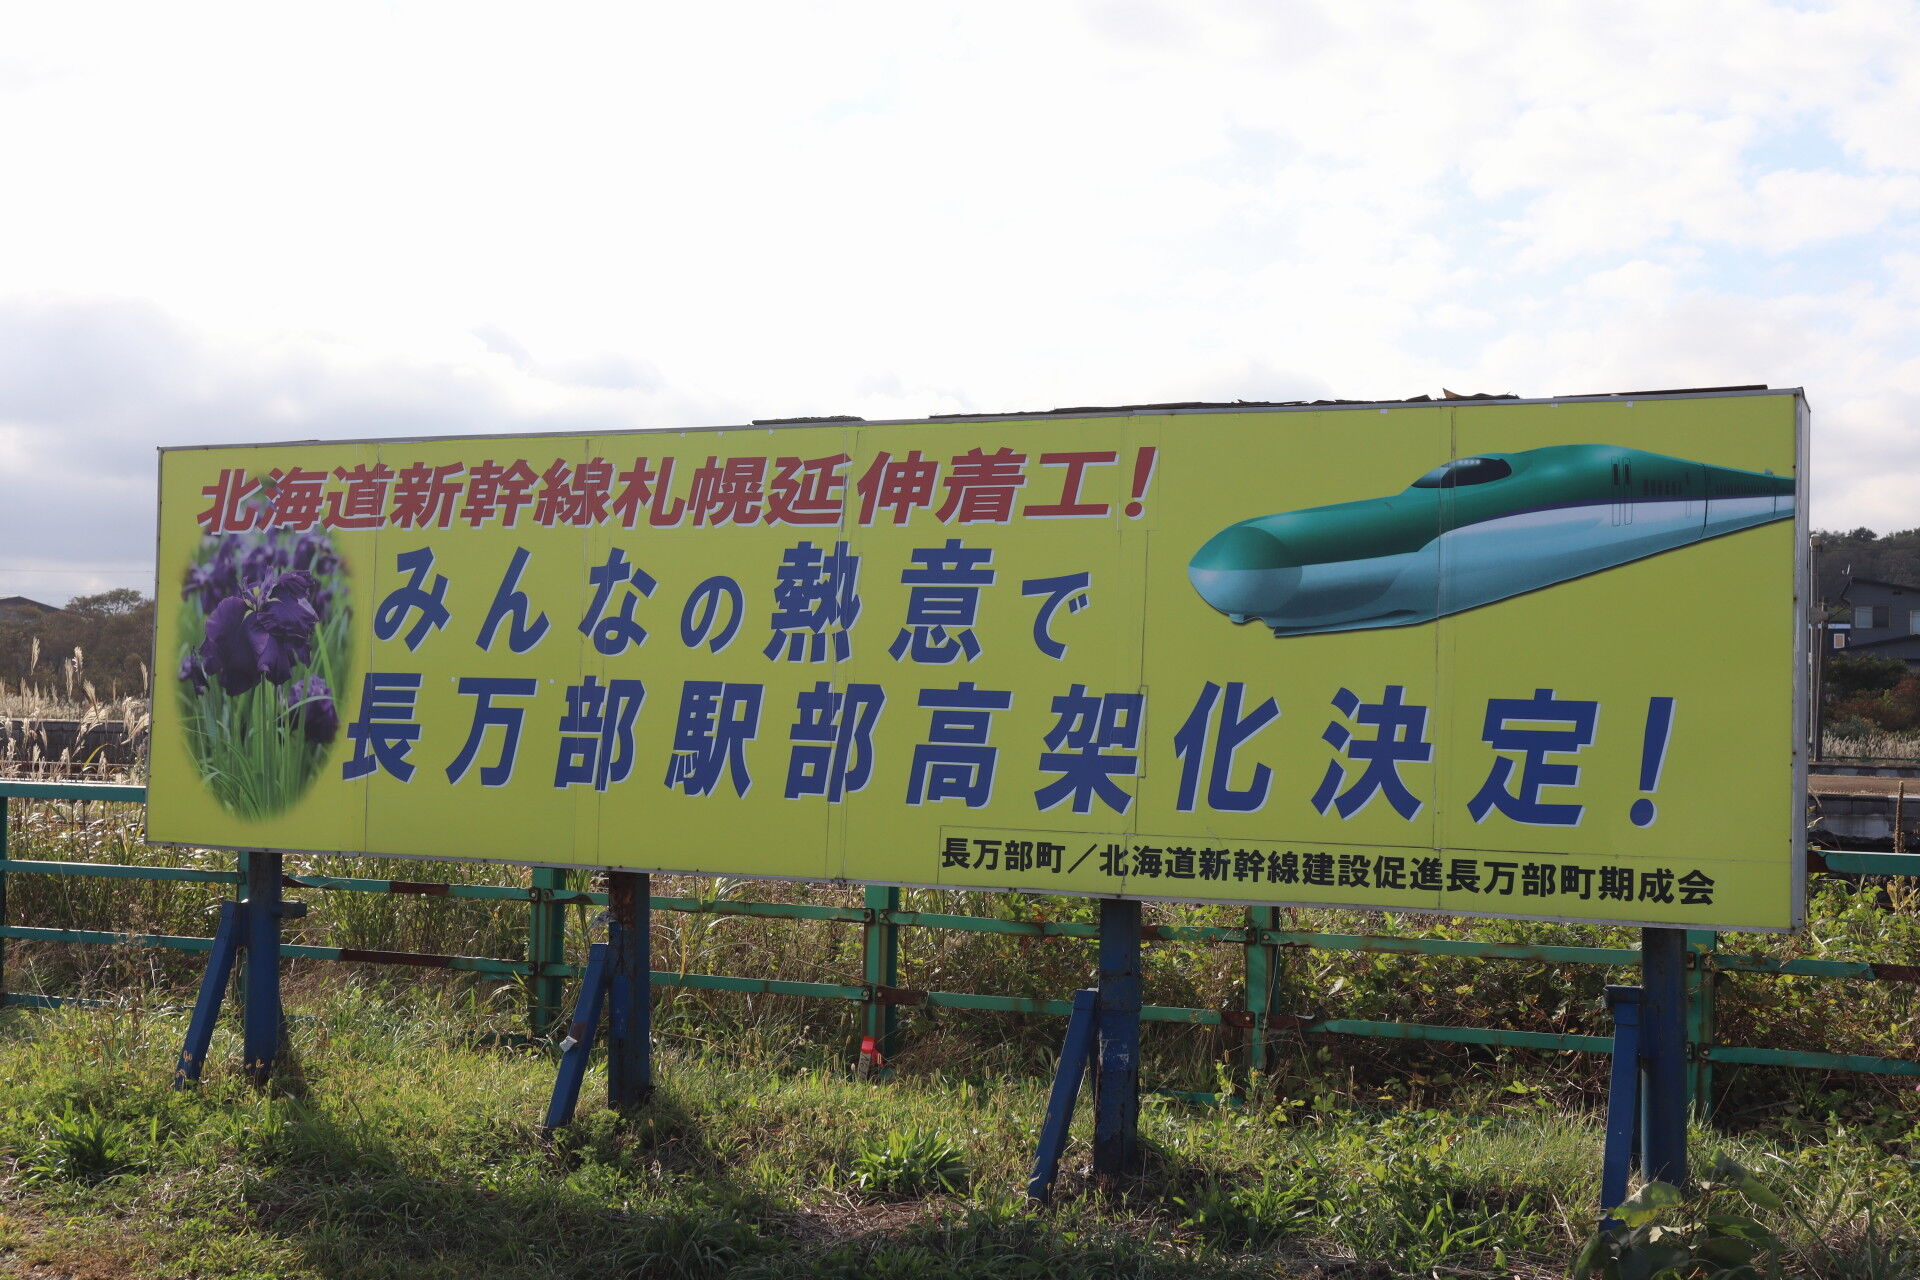 北海道新幹線札幌延伸着工！
みんなの熱意で
長万部駅部高架化決定！
長万部町／北海道新幹線建設促進長万部町期成会